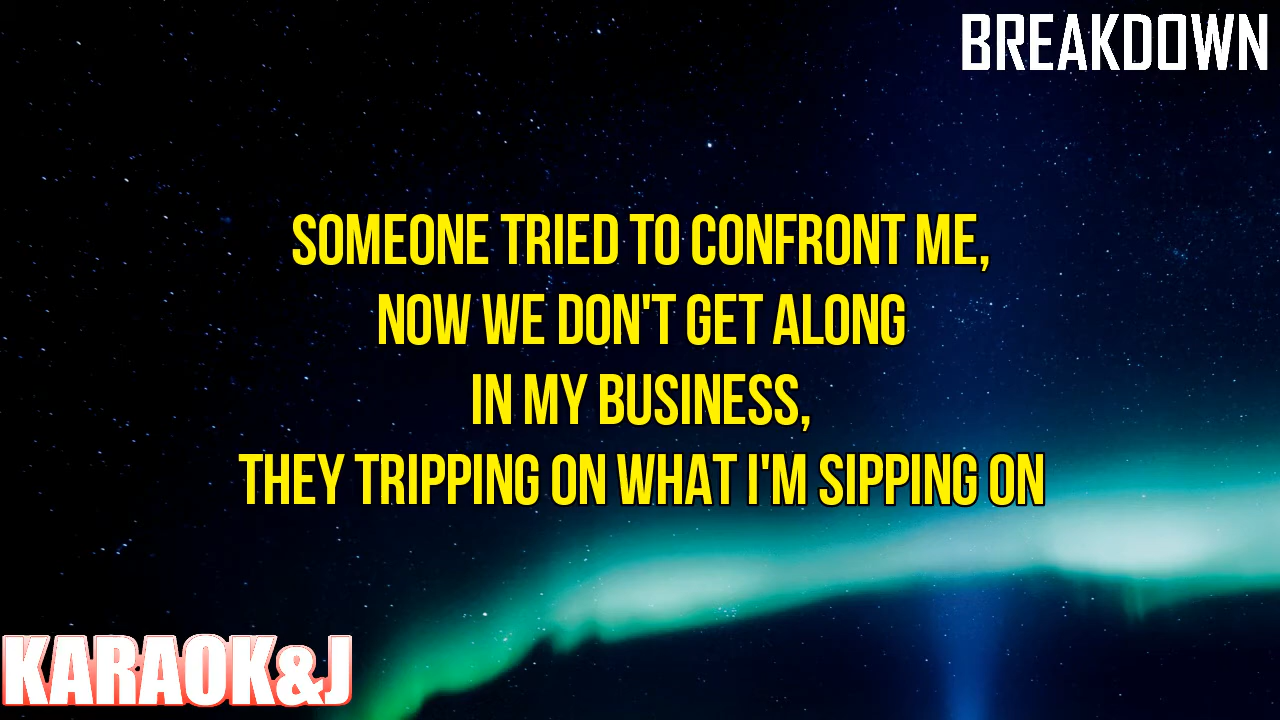 BREAKDOWN
SOMEONE TRIED TO CONFRONT ME,
NOW WE DON'T GET ALONG
IN MY BUSINESS,
THEY TRIPPING ON WHAT I'M SIPPING ON
KARAOK&J